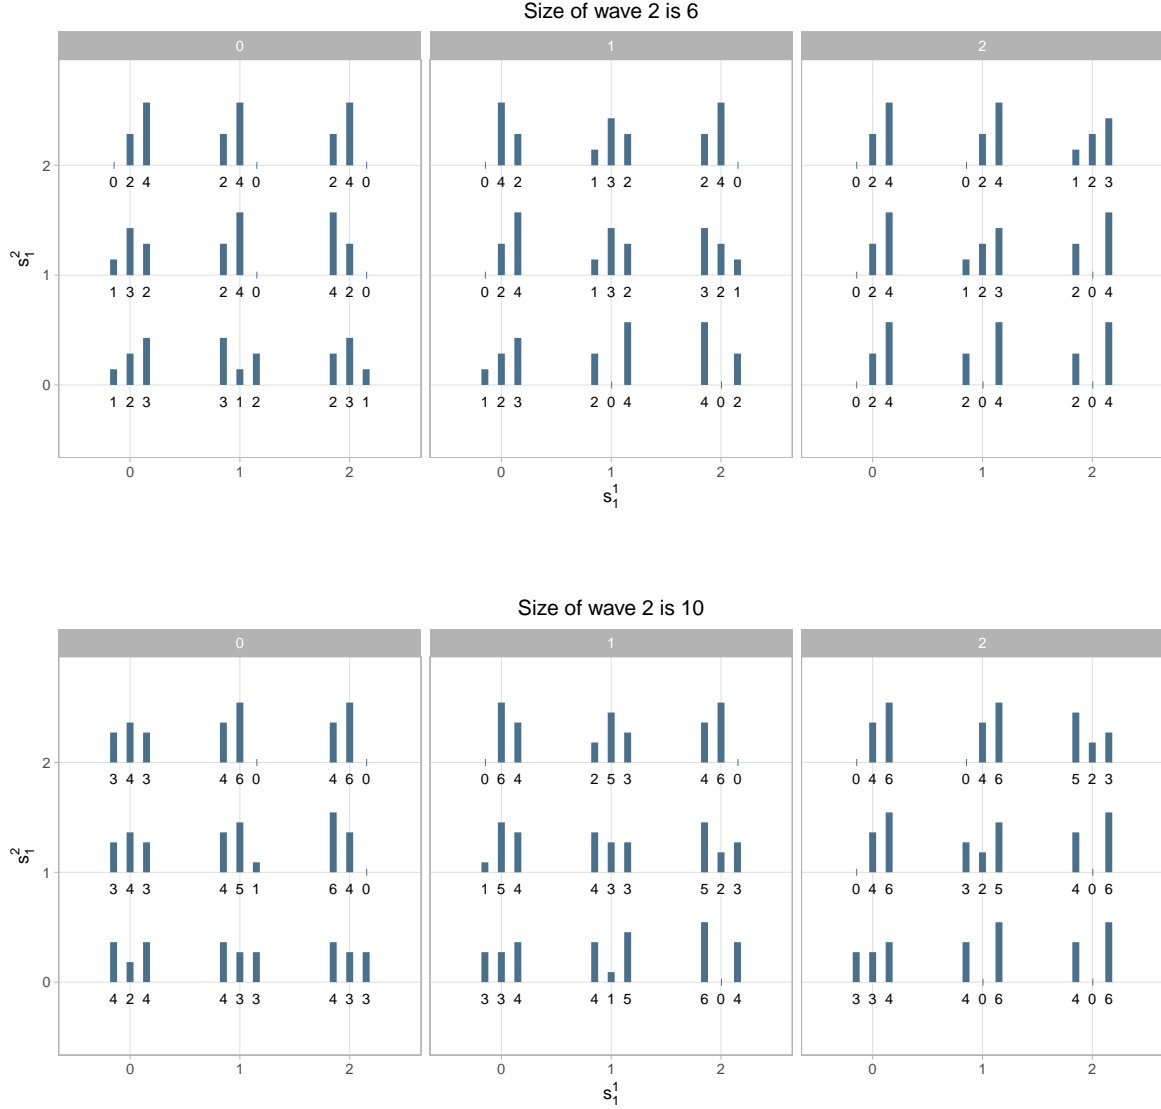 Size of wave 2 is 6
0 1 2
2
0 2 4 2 4 0 2 4 0 0 4 2 1 3 2 2 4 0 0 2 4 0 2 4 1 2 3
1
1 3 2 2 4 0 4 2 0 0 2 4 1 3 2 3 2 1 0 2 4 1 2 3 2 0 4
0
1 2 3 3 1 2 2 3 1 1 2 3 2 0 4 4 0 2 0 2 4 2 0 4 2 0 4
0 1 2 0 1 2 0 1 2
s₁²
s₁¹
Size of wave 2 is 10
0 1 2
2
3 4 3 4 6 0 4 6 0 0 6 4 2 5 3 4 6 0 0 4 6 0 4 6 5 2 3
1
3 4 3 4 5 1 6 4 0 1 5 4 4 3 3 5 2 3 0 4 6 3 2 5 4 0 6
0
4 2 4 4 3 3 4 3 3 3 3 4 4 1 5 6 0 4 3 3 4 4 0 6 4 0 6
0 1 2 0 1 2 0 1 2
s₁²
s₁¹